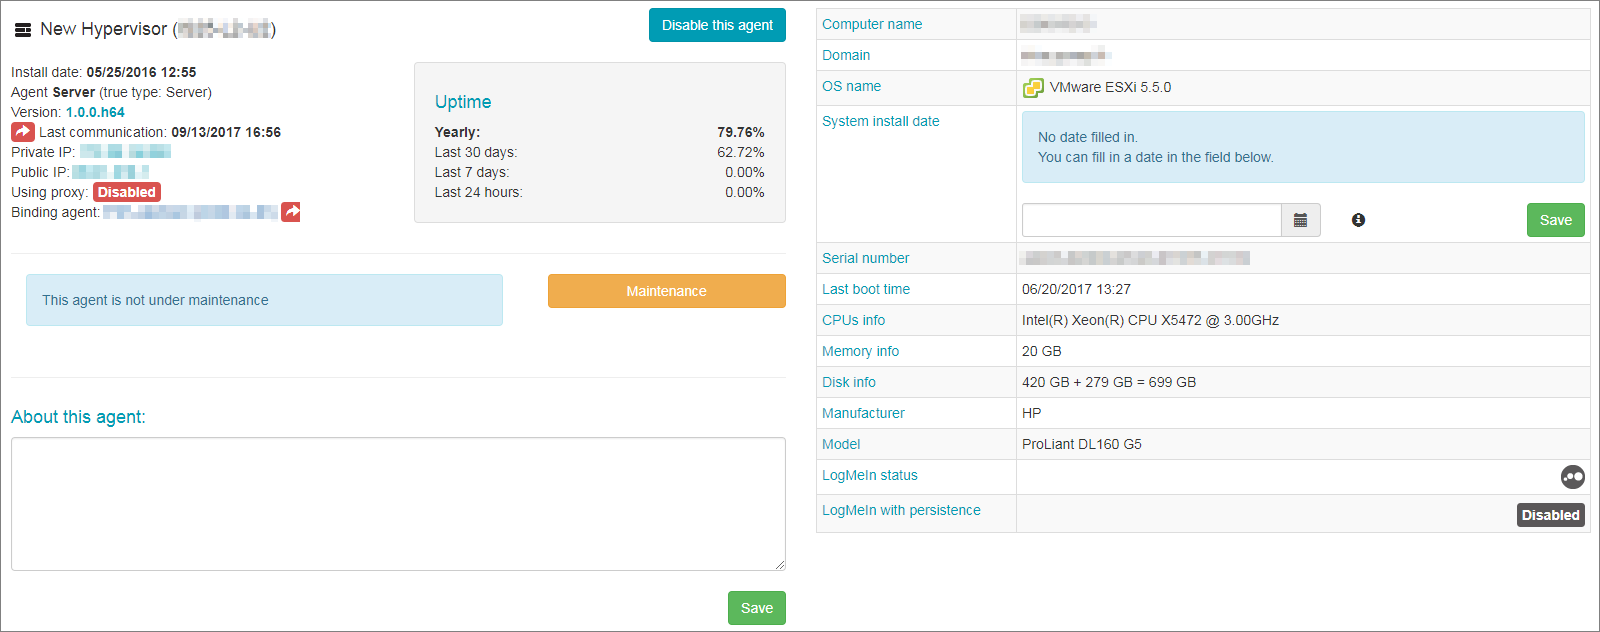 New Hypervisor ( )
Disable this agent
Install date: 05/25/2016 12:55
Agent Server (true type: Server)
Version: 1.0.0.h64
Last communication: 09/13/2017 16:56
Private IP:
Public IP:
Using proxy: Disabled
Binding agent:
Uptime
Yearly: 79.76%
Last 30 days: 62.72%
Last 7 days: 0.00%
Last 24 hours: 0.00%
This agent is not under maintenance
Maintenance
About this agent:
Save
Computer name
Domain
OS name VMware ESXi 5.5.0
System install date
No date filled in.
You can fill in a date in the field below.
Save
Serial number
Last boot time 06/20/2017 13:27
CPUs info Intel(R) Xeon(R) CPU X5472 @ 3.00GHz
Memory info 20 GB
Disk info 420 GB + 279 GB = 699 GB
Manufacturer HP
Model ProLiant DL160 G5
LogMeIn status
LogMeIn with persistence Disabled